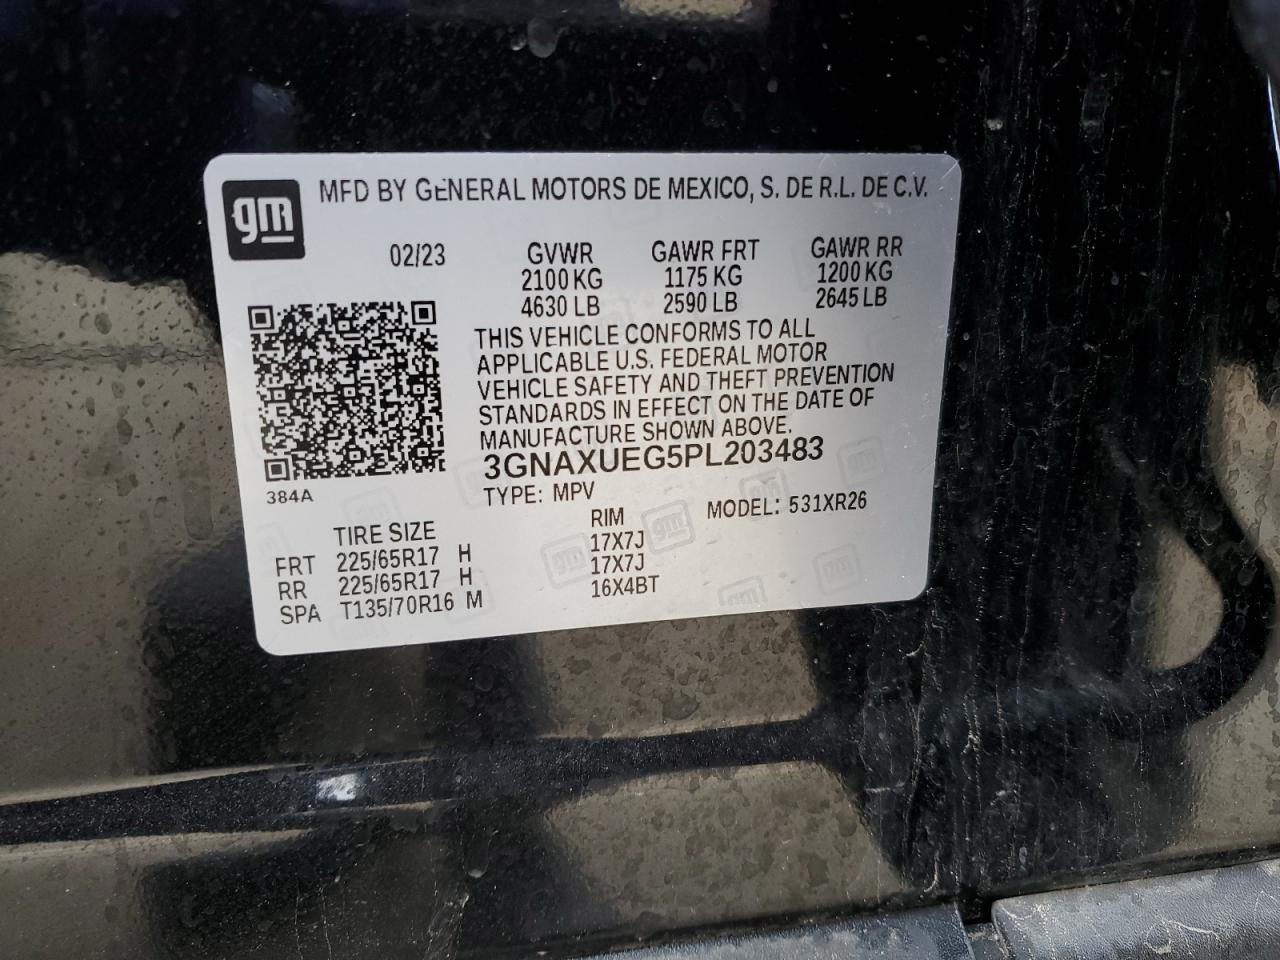 gm MFD BY GENERAL MOTORS DE MEXICO, S. DE R.L. DE C.V.
02/23 GVWR GAWR FRT GAWR RR
2100 KG 1175 KG 1200 KG
4630 LB 2590 LB 2645 LB
THIS VEHICLE CONFORMS TO ALL
APPLICABLE U.S. FEDERAL MOTOR
VEHICLE SAFETY AND THEFT PREVENTION
STANDARDS IN EFFECT ON THE DATE OF
MANUFACTURE SHOWN ABOVE.
3GNAXUEG5PL203483
384A
TYPE: MPV MODEL: 531XR26
TIRE SIZE RIM
FRT 225/65R17 H 17X7J
RR 225/65R17 H 17X7J
SPA T135/70R16 M 16X4BT